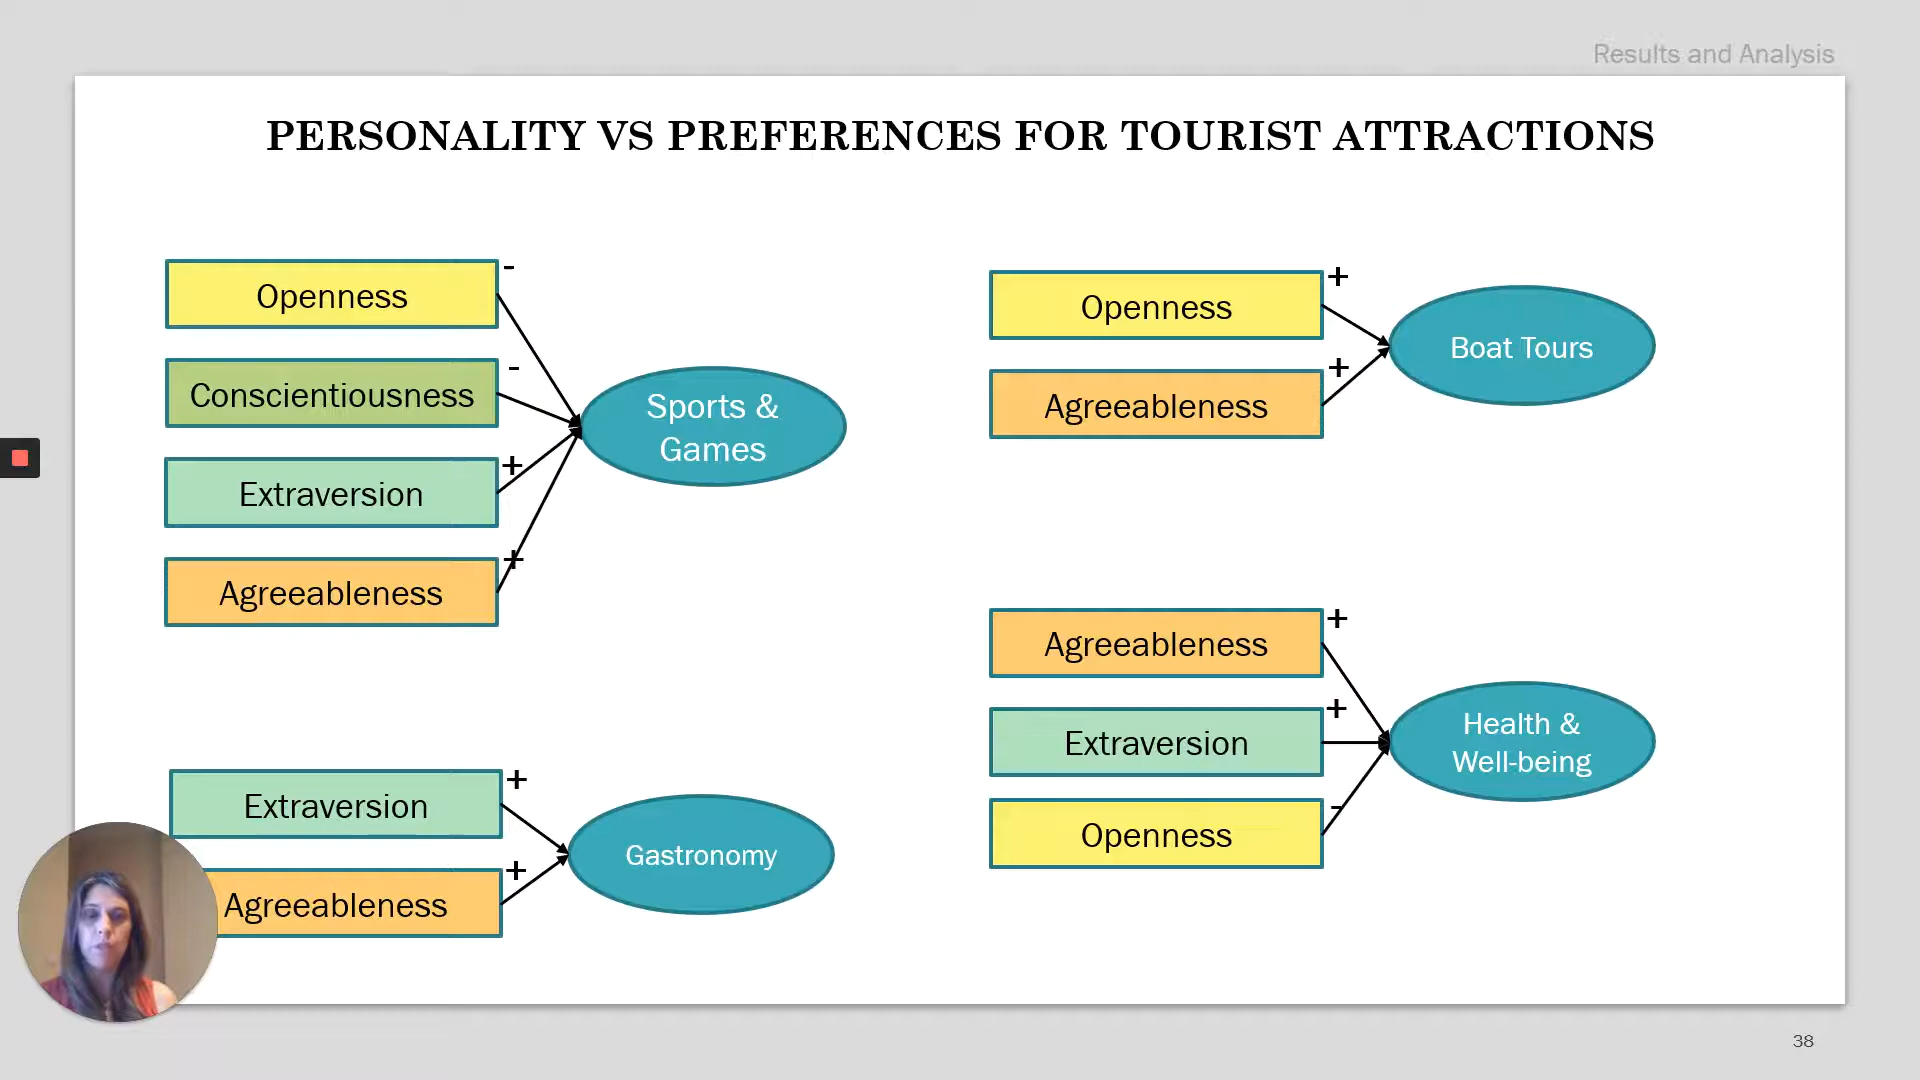 Results and Analysis
PERSONALITY VS PREFERENCES FOR TOURIST ATTRACTIONS
Openness
-
Conscientiousness
-
Extraversion
+
Agreeableness
+
Sports &
Games
Openness
+
Agreeableness
+
Boat Tours
Extraversion
+
Agreeableness
+
Gastronomy
Agreeableness
+
Extraversion
+
Openness
-
Health &
Well-being
38